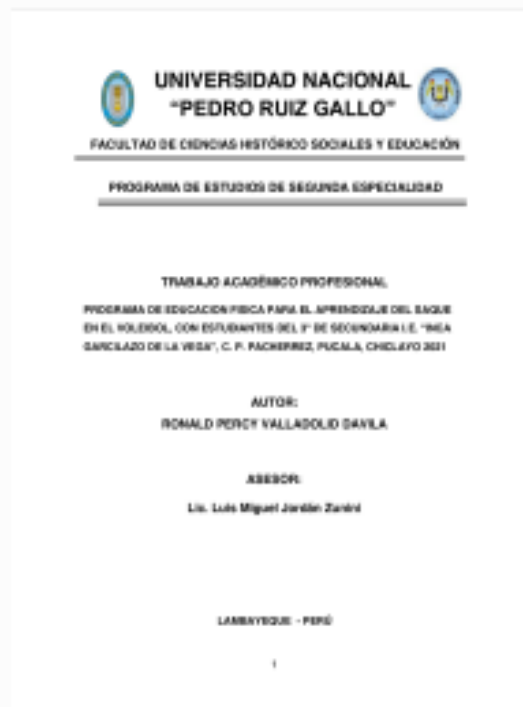 UNIVERSIDAD NACIONAL
“PEDRO RUIZ GALLO”
FACULTAD DE CIENCIAS HISTÓRICO SOCIALES Y EDUCACIÓN
PROGRAMA DE ESTUDIOS DE SEGUNDA ESPECIALIDAD
TRABAJO ACADÉMICO PROFESIONAL
PROGRAMA DE EDUCACION FISICA PARA EL APRENDIZAJE DEL SAQUE
EN EL VOLEIBOL, CON ESTUDIANTES DEL DE SECUNDARIA I.E. “INCA
GARCILAZO DE LA VEGA”, C. P. PACHERREZ, PUCALA, CHICLAYO 2021
AUTOR:
RONALD PERCY VALLADOLID DAVILA
ASESOR:
Lic. Luis Miguel Jordán Zunini
LAMBAYEQUE - PERÚ
1